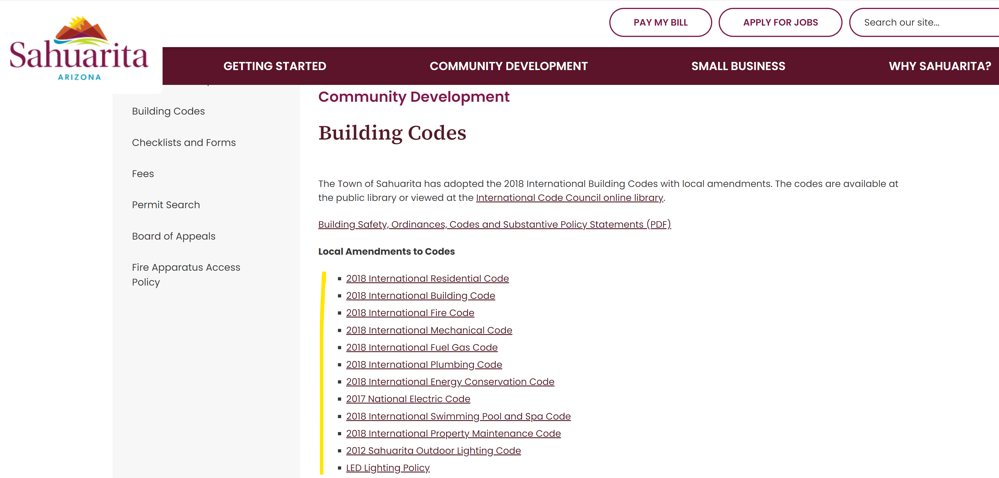 Sahuarita
ARIZONA
PAY MY BILL
APPLY FOR JOBS
Search our site...
GETTING STARTED
COMMUNITY DEVELOPMENT
SMALL BUSINESS
WHY SAHUARITA?
Building Codes
Checklists and Forms
Fees
Permit Search
Board of Appeals
Fire Apparatus Access
Policy
Community Development
Building Codes
The Town of Sahuarita has adopted the 2018 International Building Codes with local amendments. The codes are available at
the public library or viewed at the International Code Council online library.
Building Safety, Ordinances, Codes and Substantive Policy Statements (PDF)
Local Amendments to Codes
2018 International Residential Code
2018 International Building Code
2018 International Fire Code
2018 International Mechanical Code
2018 International Fuel Gas Code
2018 International Plumbing Code
2018 International Energy Conservation Code
2017 National Electric Code
2018 International Swimming Pool and Spa Code
2018 International Property Maintenance Code
2012 Sahuarita Outdoor Lighting Code
LED Lighting Policy